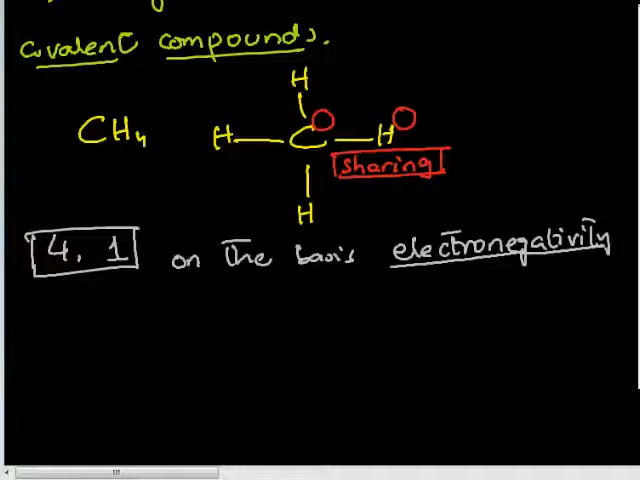 covalent compounds.
H
CH4 H C H
sharing
H
4. 1 on the basis electronegativity